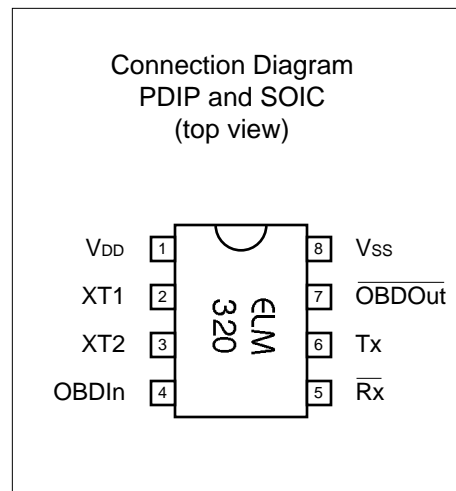 Connection Diagram
PDIP and SOIC
(top view)
VDD 1 8 VSS
XT1 2 7 OBDOut
XT2 3 6 Tx
OBDIn 4 5 Rx
ELM
320